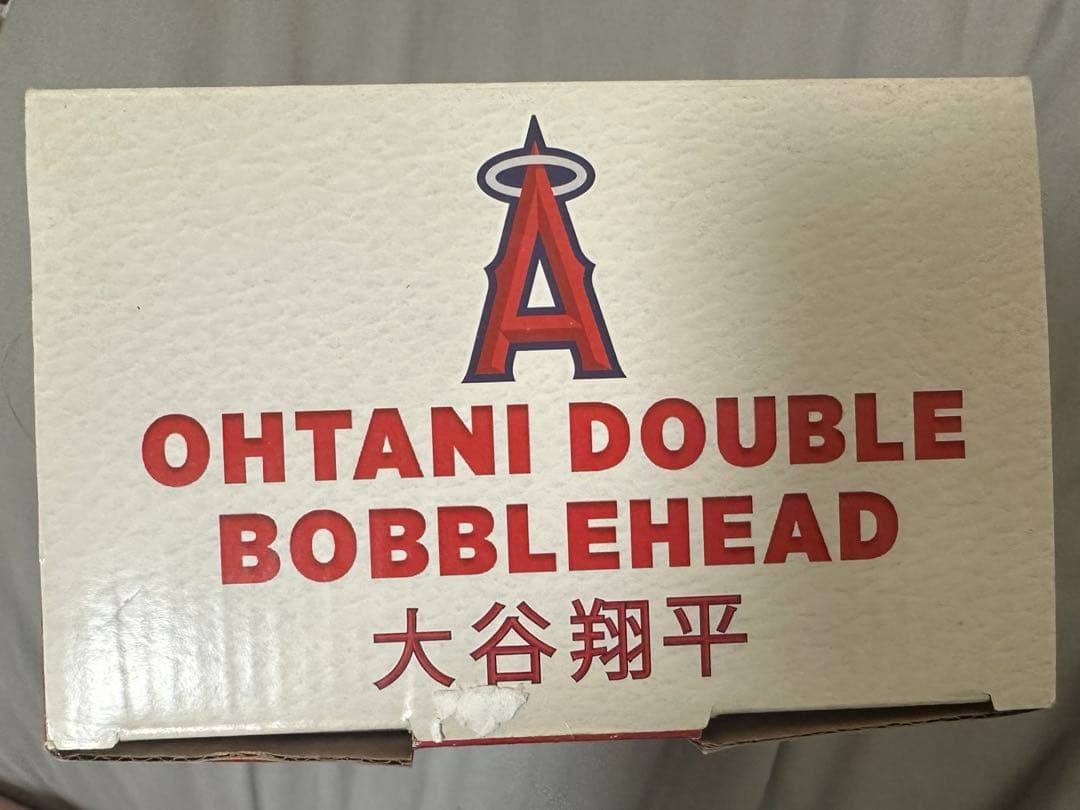 A
OHTANI DOUBLE
BOBBLEHEAD
大谷翔平